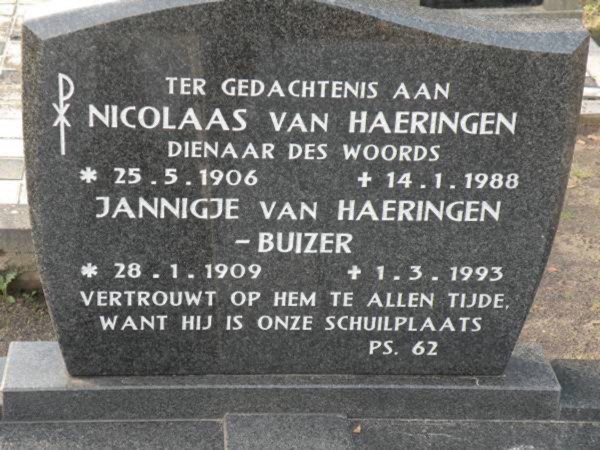 TER GEDACHTENIS AAN
NICOLAAS VAN HAERINGEN
DIENAAR DES WOORDS
* 25.5.1906 + 14.1.1988
JANNIGJE VAN HAERINGEN
-BUIZER
* 28.1.1909 + 1.3.1993
VERTROUWT OP HEM TE ALLEN TIJDE,
WANT HIJ IS ONZE SCHUILPLAATS
PS. 62